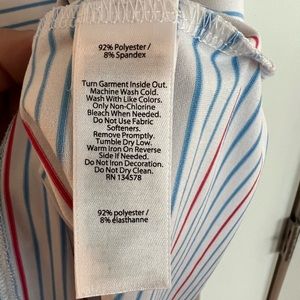 92% Polyester /
8% Spandex
Turn Garment Inside Out.
Machine Wash Cold.
Wash With Like Colors.
Only Non-Chlorine
Bleach When Needed.
Do Not Use Fabric
Softeners.
Remove Promptly.
Tumble Dry Low.
Warm Iron On Reverse
Side If Needed.
Do Not Iron Decoration.
Do Not Dry Clean.
RN 134578
92% polyester /
8% élasthanne